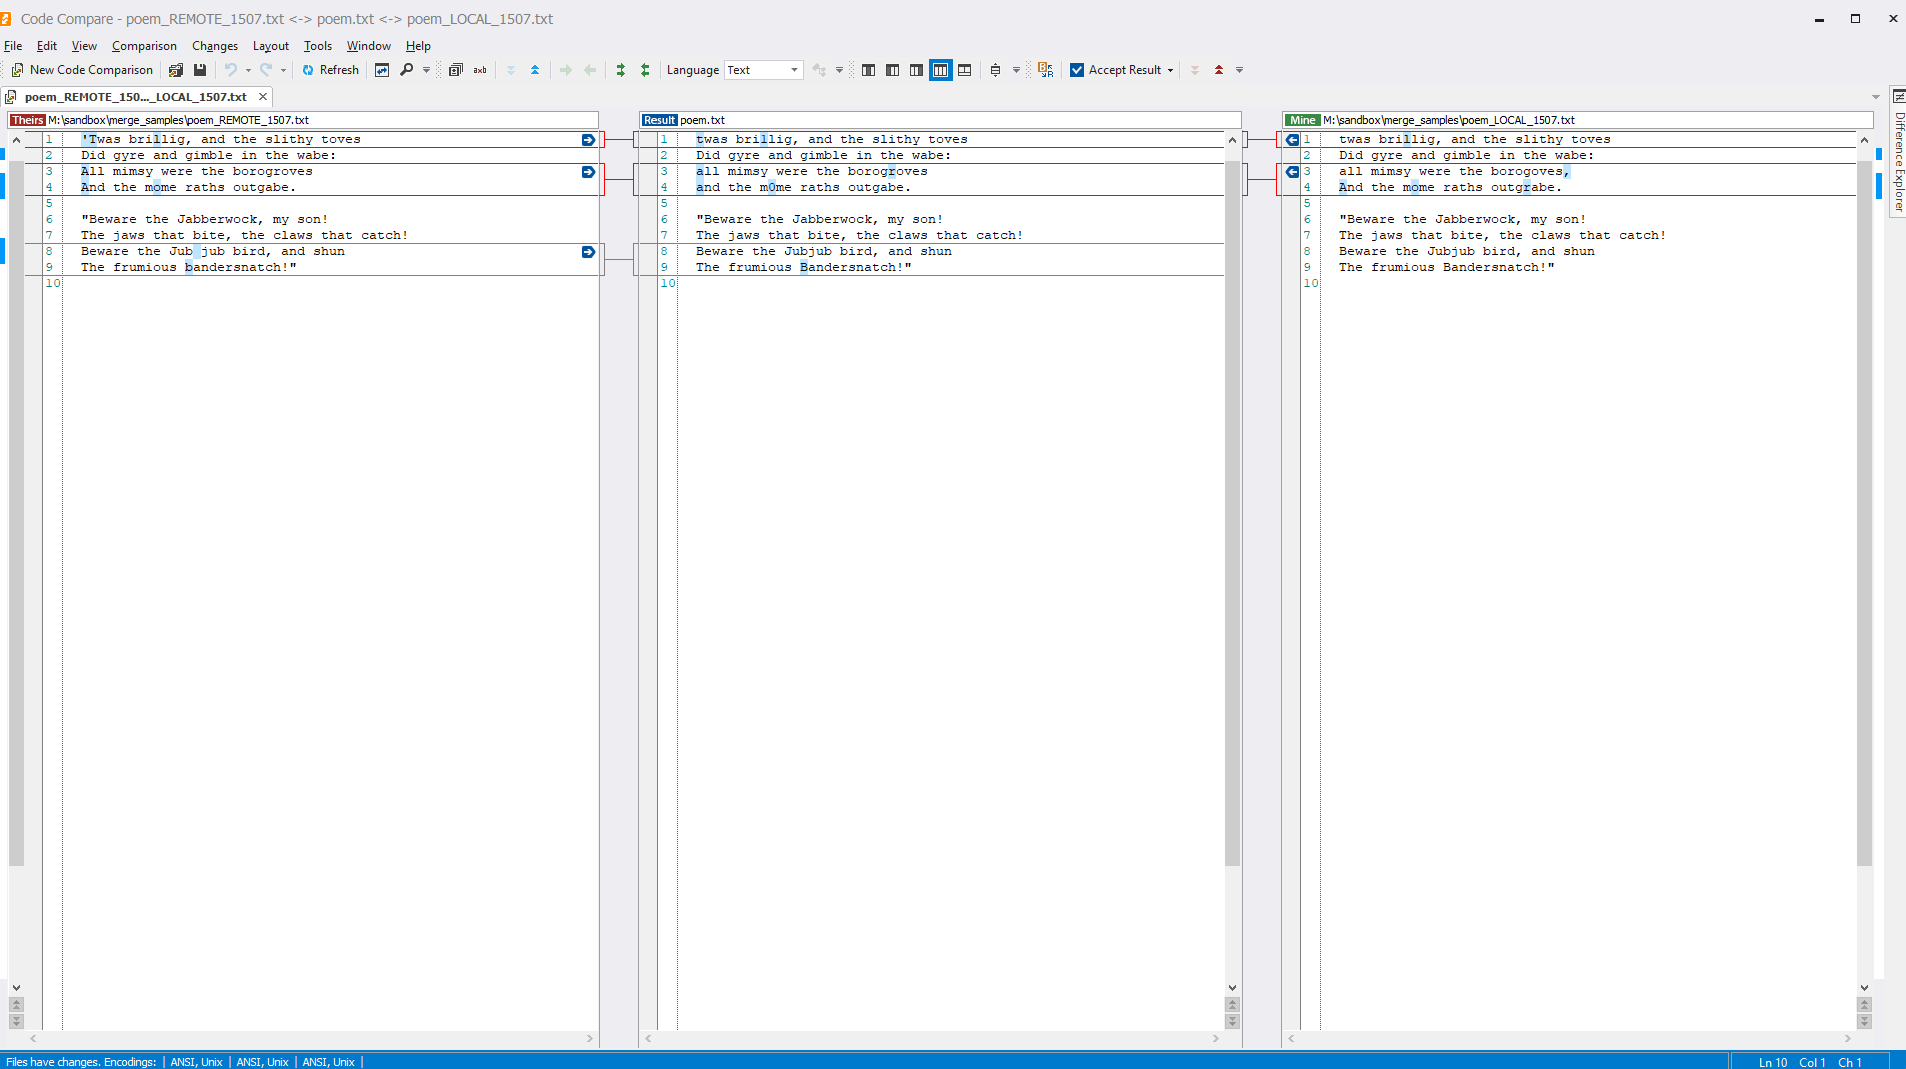 Code Compare - poem_REMOTE_1507.txt <-> poem.txt <-> poem_LOCAL_1507.txt
File Edit View Comparison Changes Layout Tools Window Help
New Code Comparison Refresh axb Language Text Accept Result
poem_REMOTE_150..._LOCAL_1507.txt
Difference Explorer
Theirs M:\sandbox\merge_samples\poem_REMOTE_1507.txt
1 'Twas brillig, and the slithy toves
2 Did gyre and gimble in the wabe:
3 All mimsy were the borogroves
4 And the mome raths outgabe.
5
6 "Beware the Jabberwock, my son!
7 The jaws that bite, the claws that catch!
8 Beware the Jub jub bird, and shun
9 The frumious bandersnatch!"
10
Result poem.txt
1 twas brillig, and the slithy toves
2 Did gyre and gimble in the wabe:
3 all mimsy were the borogroves
4 and the m0me raths outgabe.
5
6 "Beware the Jabberwock, my son!
7 The jaws that bite, the claws that catch!
8 Beware the Jubjub bird, and shun
9 The frumious Bandersnatch!"
10
Mine M:\sandbox\merge_samples\poem_LOCAL_1507.txt
1 twas brillig, and the slithy toves
2 Did gyre and gimble in the wabe:
3 all mimsy were the borogoves,
4 And the mome raths outgrabe.
5
6 "Beware the Jabberwock, my son!
7 The jaws that bite, the claws that catch!
8 Beware the Jubjub bird, and shun
9 The frumious Bandersnatch!"
10
Files have changes. Encodings: | ANSI, Unix | ANSI, Unix | ANSI, Unix |
Ln 10 Col 1 Ch 1